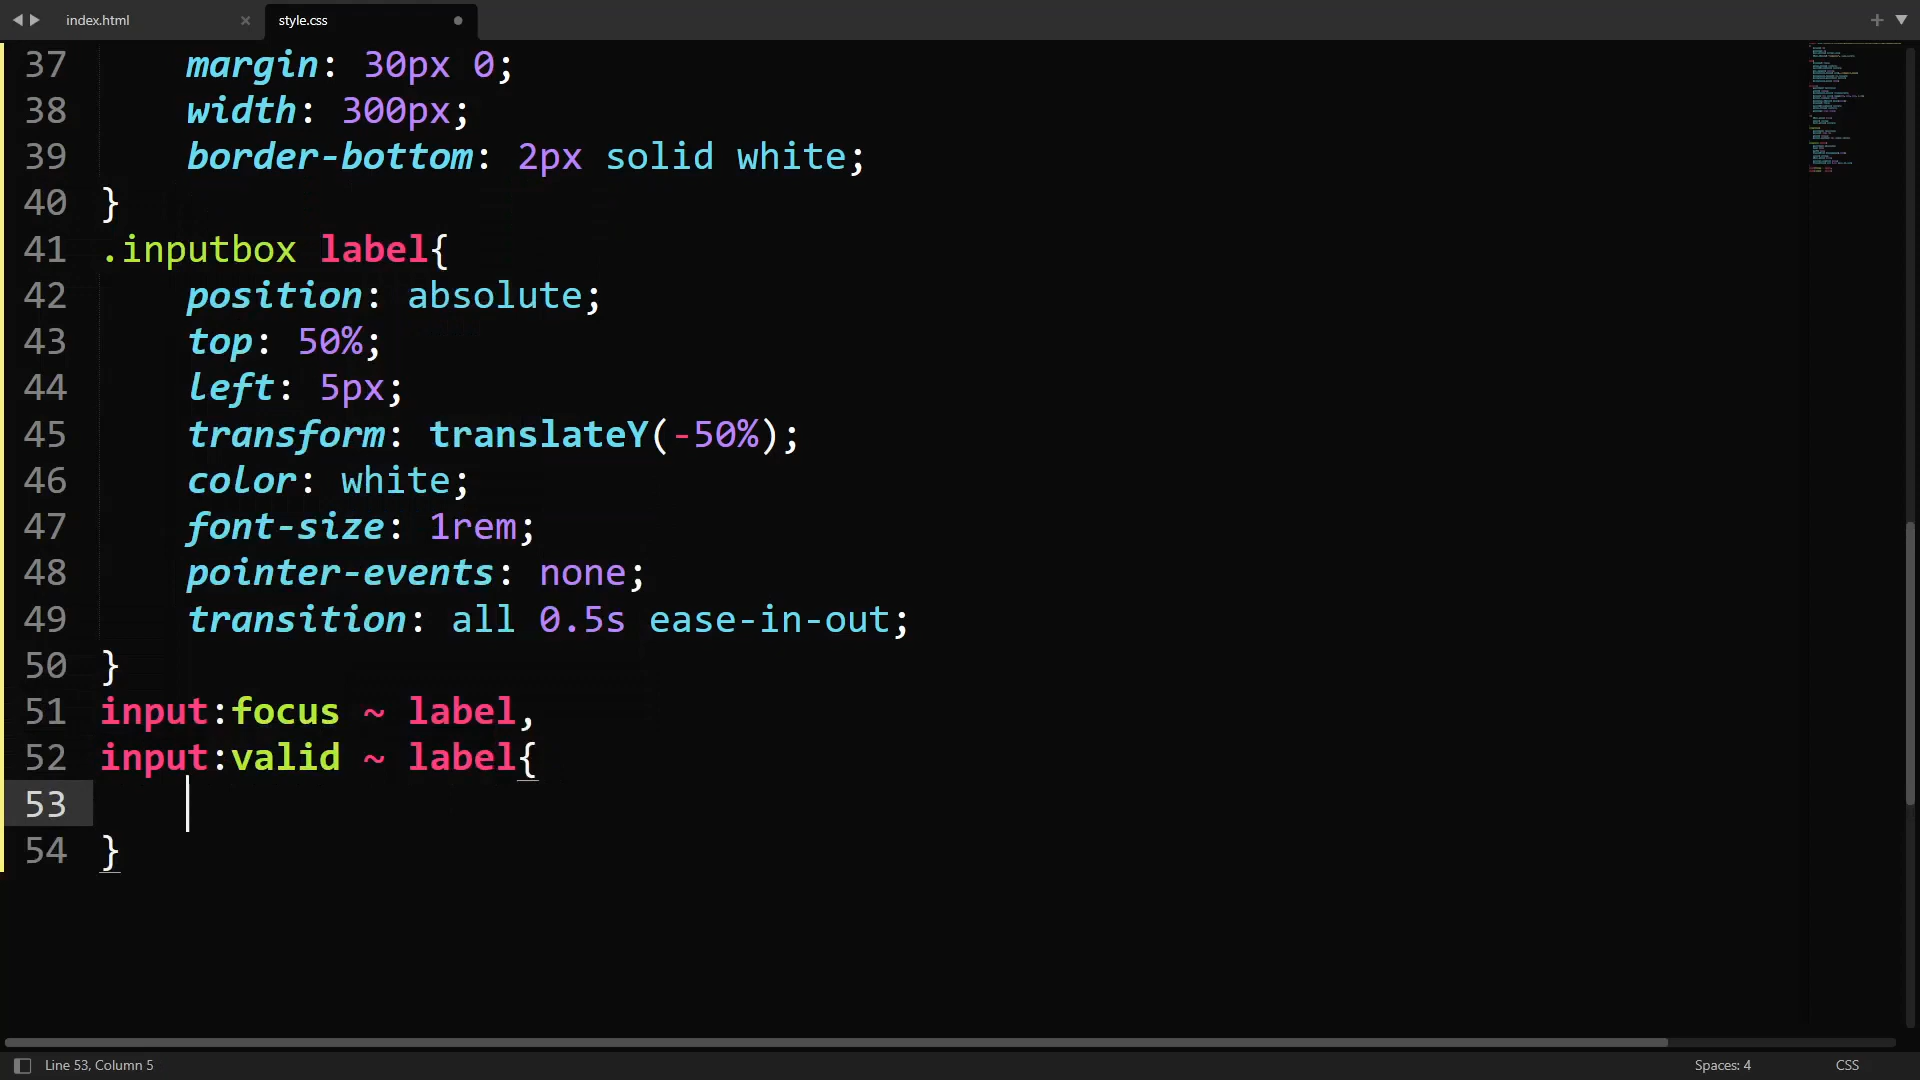 index.html × style.css
37 margin: 30px 0;
38 width: 300px;
39 border-bottom: 2px solid white;
40 }
41 .inputbox label{
42 position: absolute;
43 top: 50%;
44 left: 5px;
45 transform: translateY(-50%);
46 color: white;
47 font-size: 1rem;
48 pointer-events: none;
49 transition: all 0.5s ease-in-out;
50 }
51 input:focus ~ label,
52 input:valid ~ label{
53
54 }
Line 53, Column 5 Spaces: 4 CSS